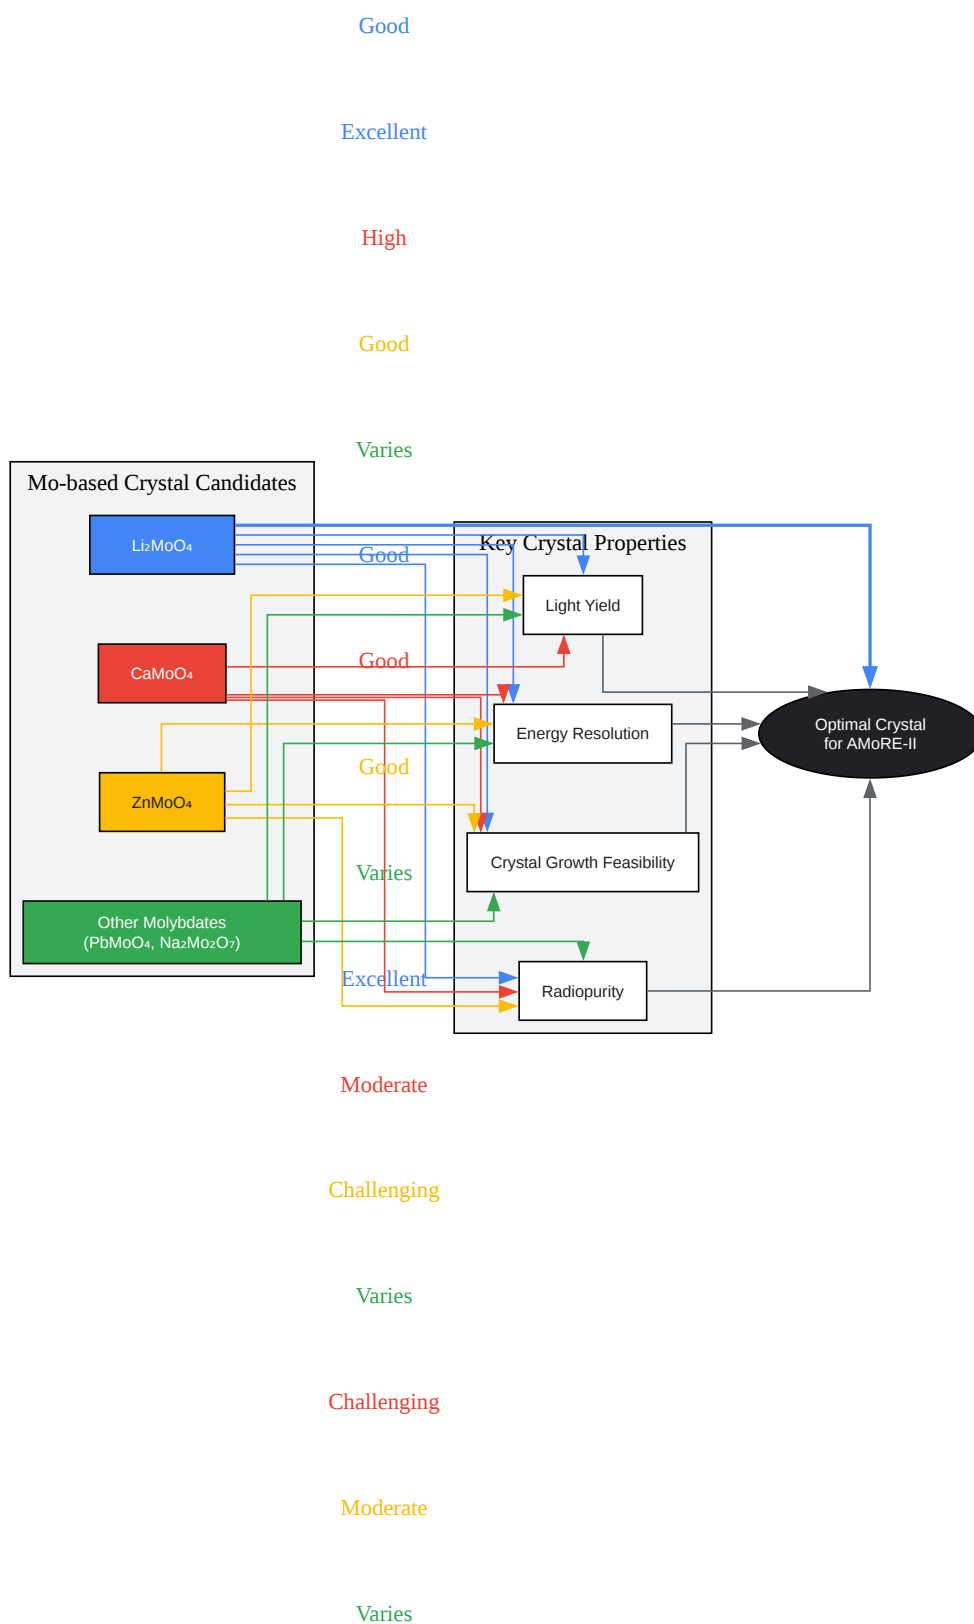 Good
Excellent
High
Good
Varies
Mo-based Crystal Candidates
Li₂MoO₄
Good
Key Crystal Properties
Light Yield
CaMoO₄
Good
Energy Resolution
Optimal Crystal
for AMoRE-II
Good
ZnMoO₄
Crystal Growth Feasibility
Varies
Other Molybdates
(PbMoO₄, Na₂Mo₂O₇)
Excellent
Radiopurity
Moderate
Challenging
Varies
Challenging
Moderate
Varies